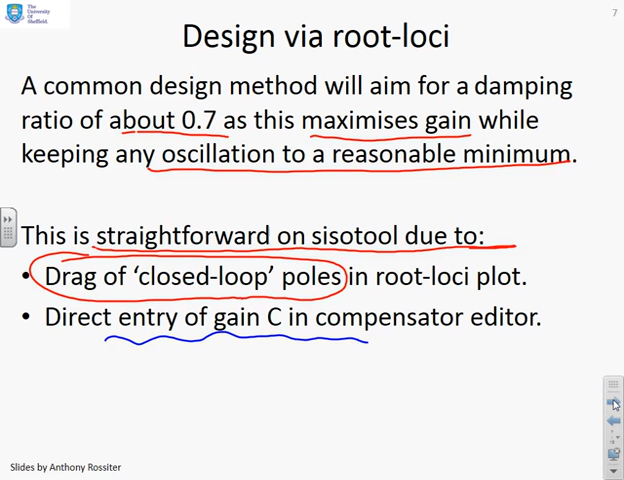 The
University
Of
Sheffield.
7
Design via root-loci
A common design method will aim for a damping
ratio of about 0.7 as this maximises gain while
keeping any oscillation to a reasonable minimum.
This is straightforward on sisotool due to:
• Drag of ‘closed-loop’ poles in root-loci plot.
• Direct entry of gain C in compensator editor.
Slides by Anthony Rossiter